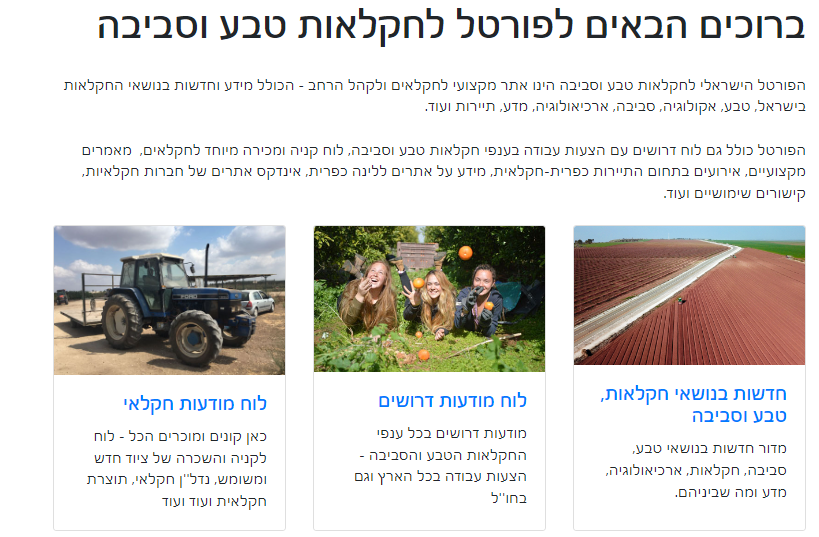 ברוכים הבאים לפורטל לחקלאות טבע וסביבה
הפורטל הישראלי לחקלאות טבע וסביבה הינו אתר מקצועי לחקלאים ולקהל הרחב - הכולל מידע וחדשות בנושאי החקלאות
בישראל, טבע, אקולוגיה, סביבה, ארכיאולוגיה, מדע, תיירות ועוד.
הפורטל כולל גם לוח דרושים עם הצעות עבודה בענפי חקלאות טבע וסביבה, לוח קניה ומכירה מיוחד לחקלאים, מאמרים
מקצועיים, אירועים בתחום התיירות כפרית-חקלאית, מידע על אתרים ללינה כפרית, אינדקס אתרים של חברות חקלאיות,
קישורים שימושיים ועוד.
חדשות בנושאי חקלאות,
טבע וסביבה
מדור חדשות בנושאי טבע,
סביבה, חקלאות, ארכיאולוגיה,
מדע ומה שביניהם.
לוח מודעות דרושים
מודעות דרושים בכל ענפי
החקלאות הטבע והסביבה -
הצעות עבודה בכל הארץ וגם
בחו''ל
לוח מודעות חקלאי
כאן קונים ומוכרים הכל - לוח
לקניה והשכרה של ציוד חדש
ומשומש, נדל''ן חקלאי, תוצרת
חקלאית ועוד ועוד